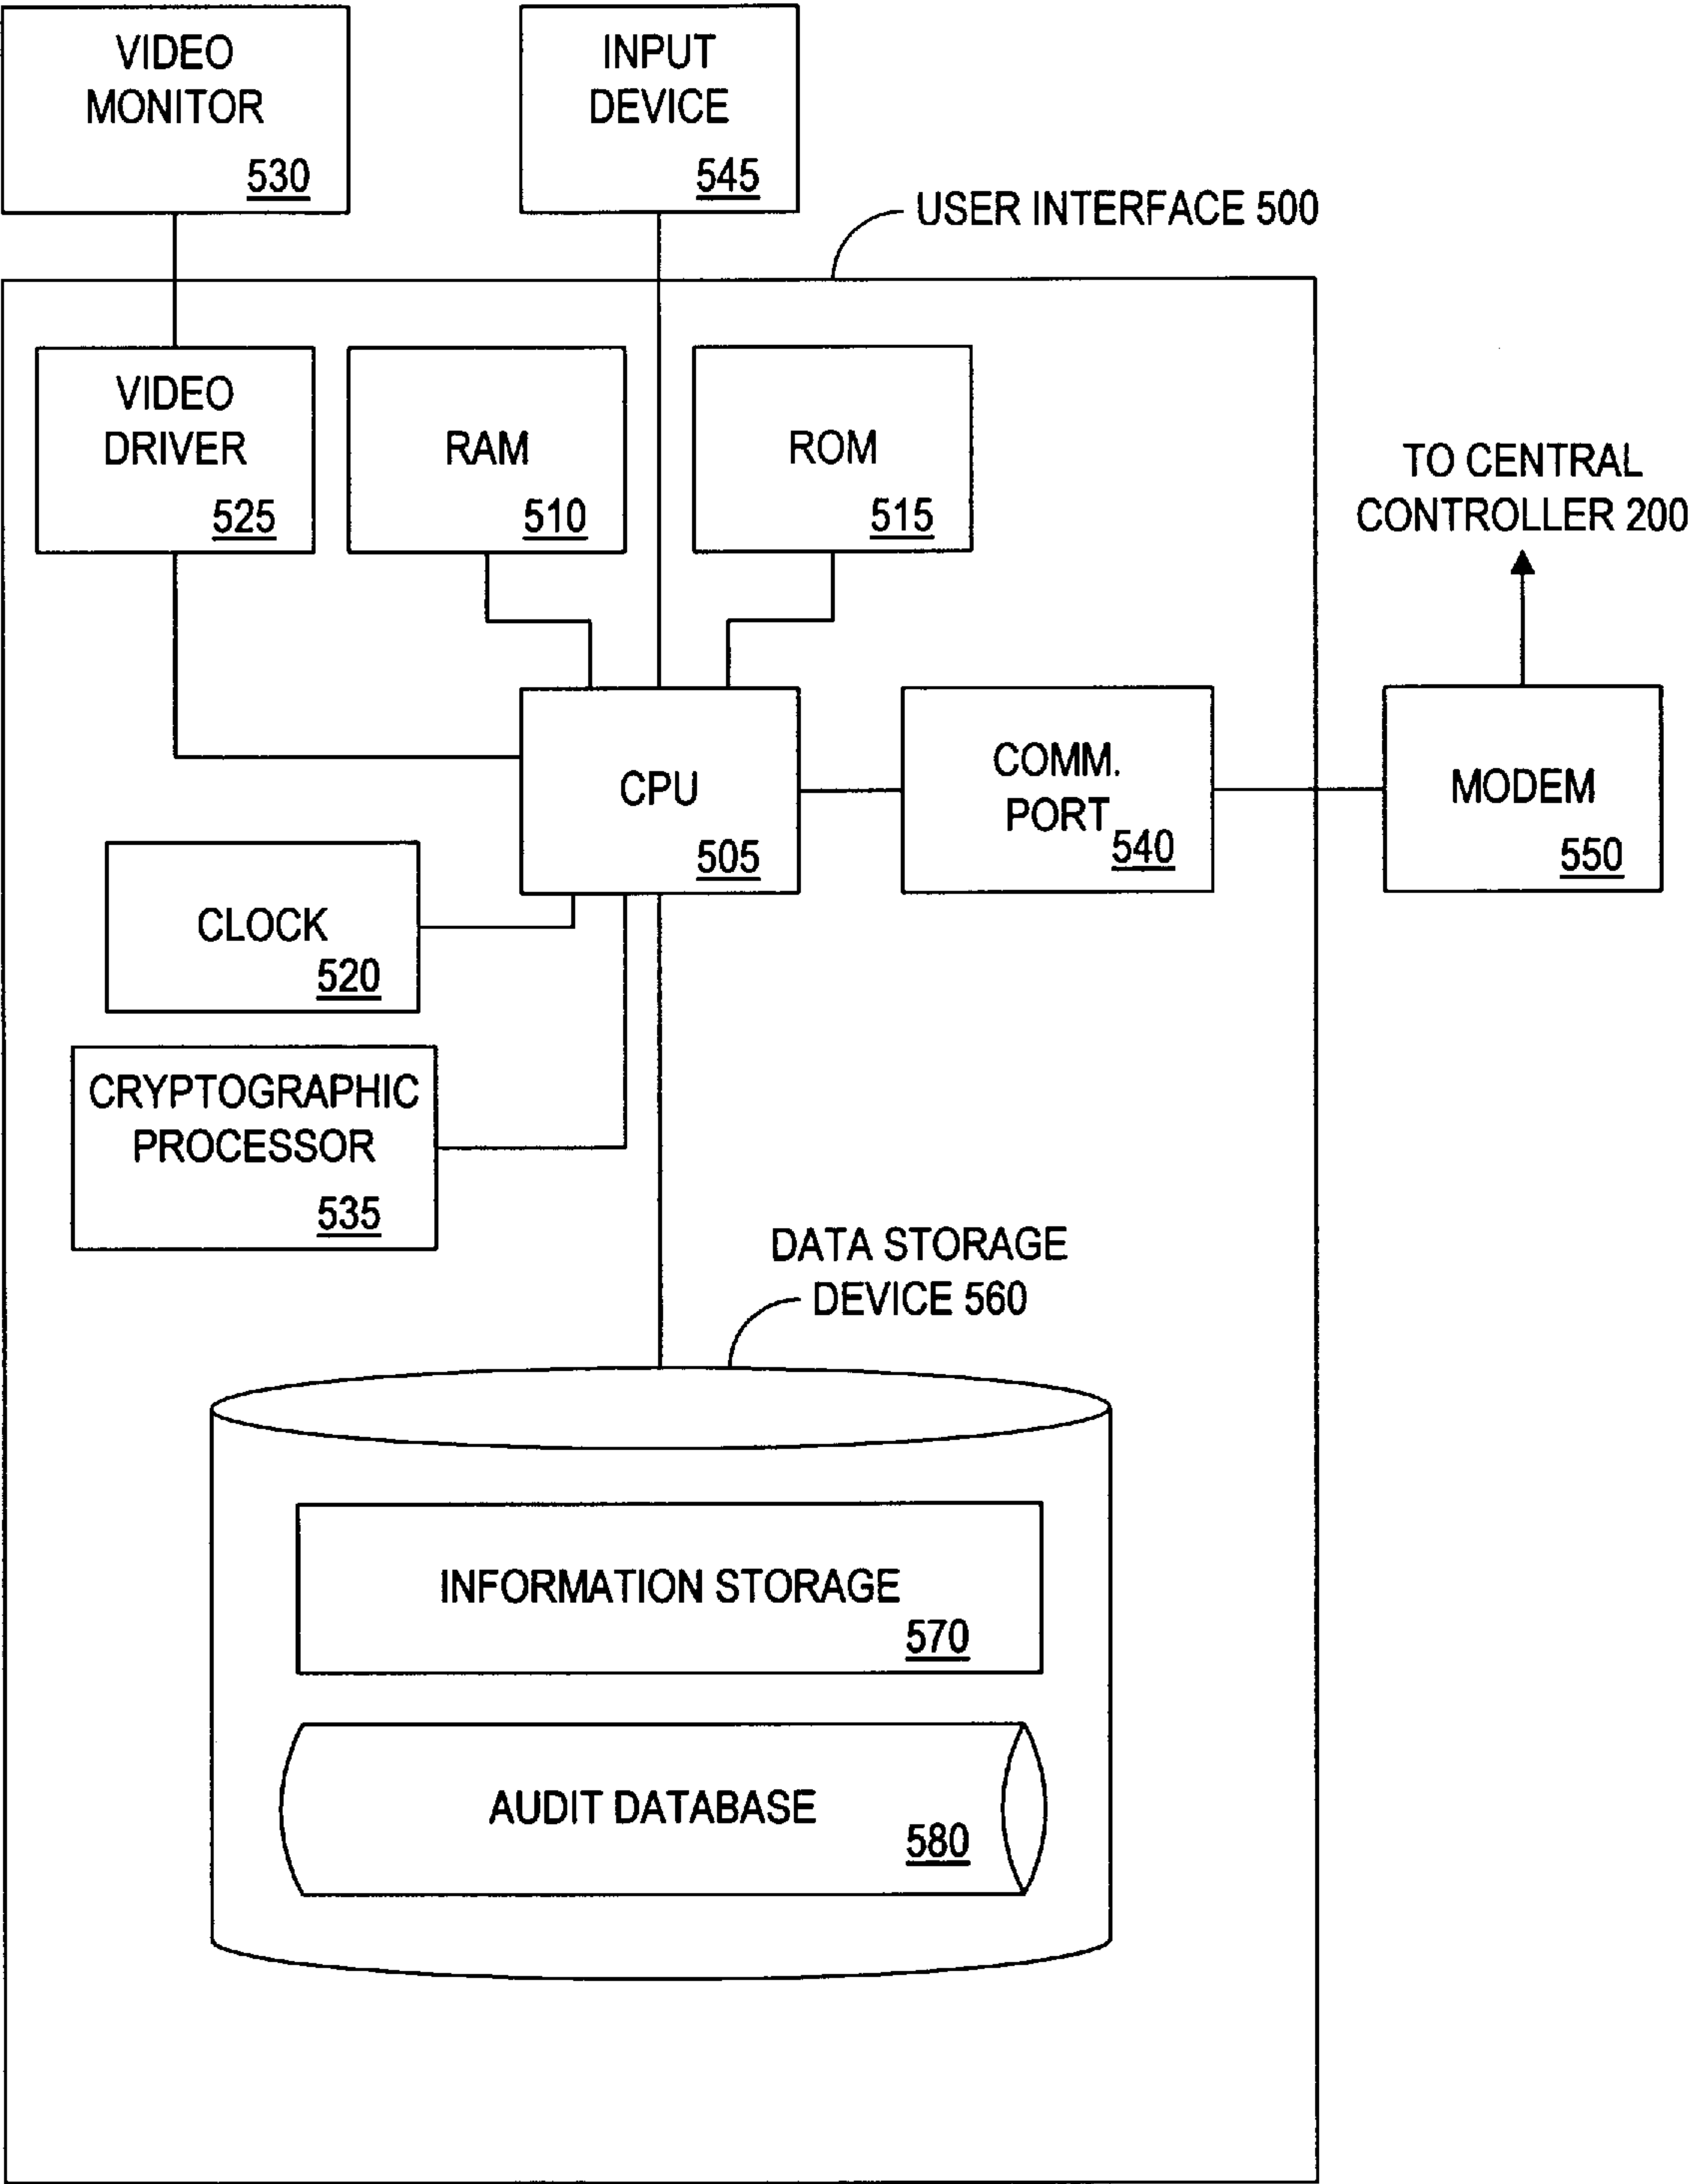 VIDEO
MONITOR
530
INPUT
DEVICE
545
USER INTERFACE 500
VIDEO
DRIVER
525
RAM
510
ROM
515
TO CENTRAL
CONTROLLER 200
CPU
505
COMM.
PORT
540
MODEM
550
CLOCK
520
CRYPTOGRAPHIC
PROCESSOR
535
DATA STORAGE
DEVICE 560
INFORMATION STORAGE
570
AUDIT DATABASE
580